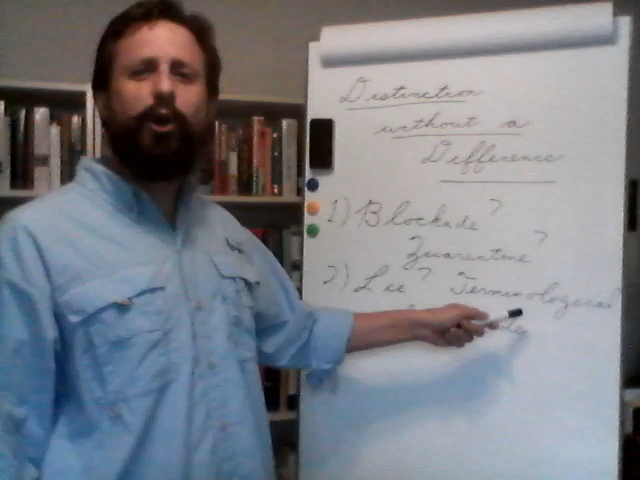 Distinction
without a
Difference
1) Blockade?
Quarantine?
2) Lie? Terminological